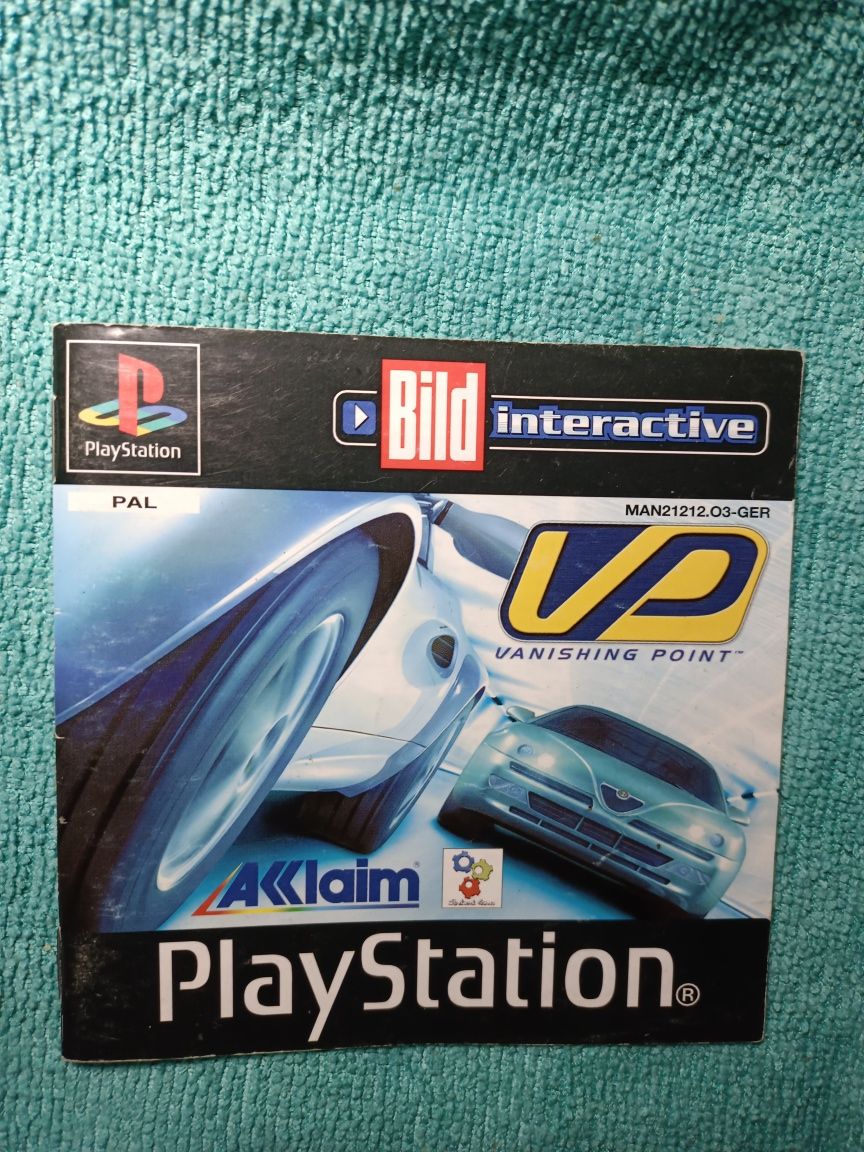 PlayStation
Bild interactive
PAL
MAN21212.03-GER
VP
VANISHING POINT™
AKKlaim®
PlayStation®